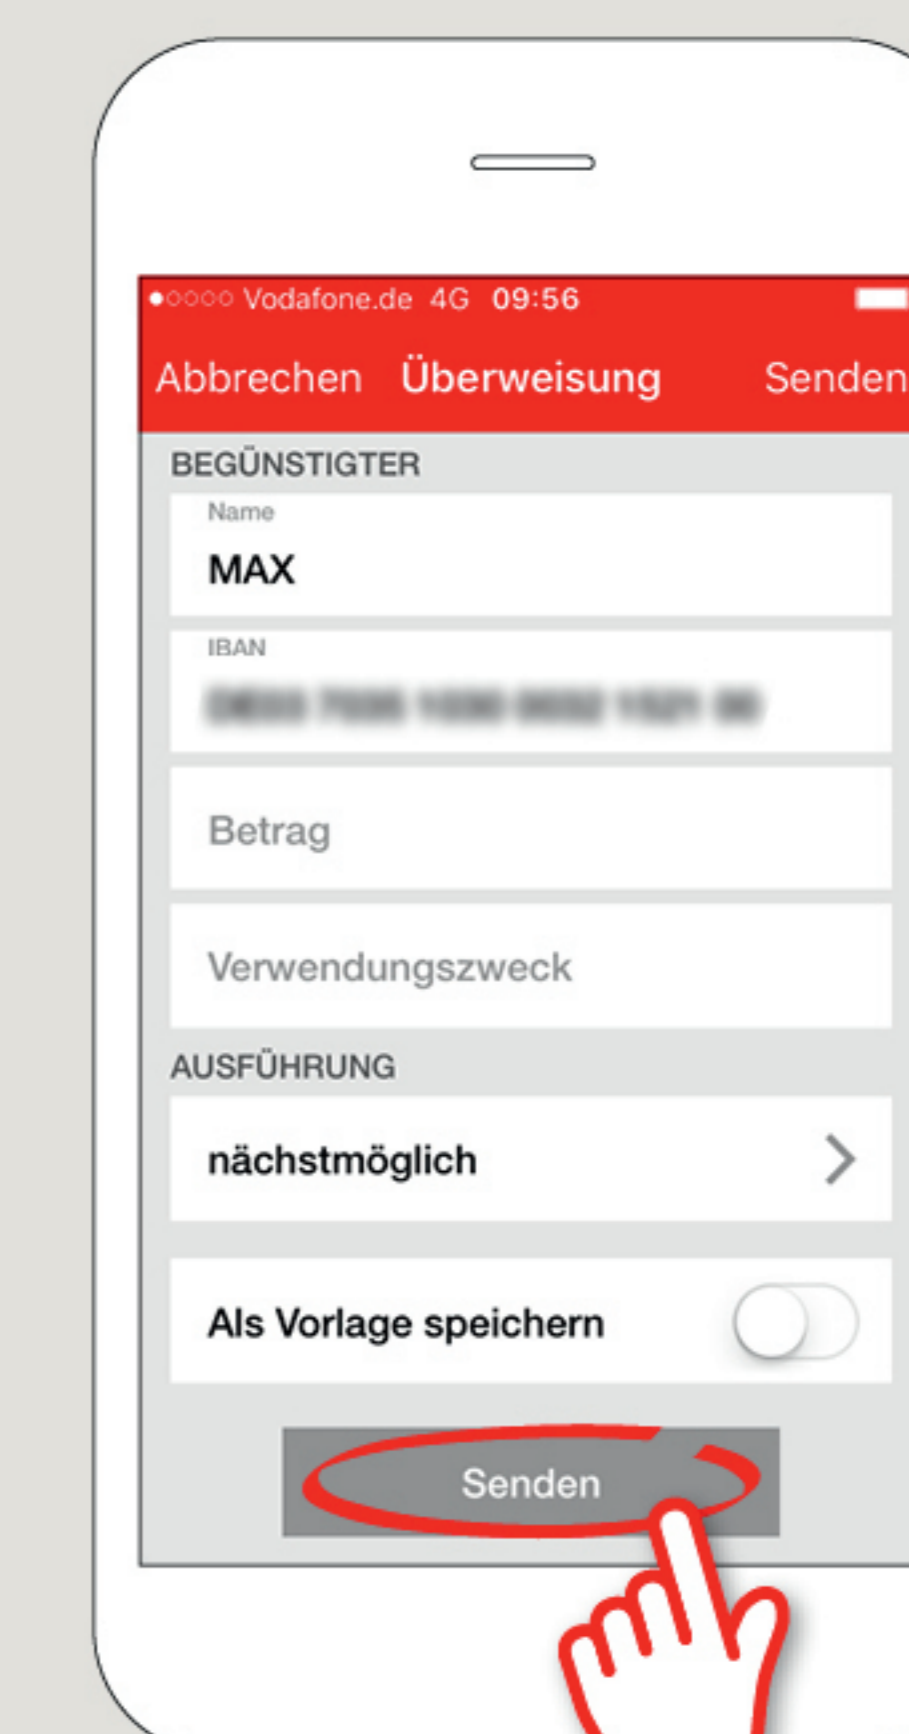 Vodafone.de 4G 09:56
Abbrechen Überweisung Senden
BEGÜNSTIGTER
Name
MAX
IBAN
Betrag
Verwendungszweck
AUSFÜHRUNG
nächstmöglich
Als Vorlage speichern
Senden